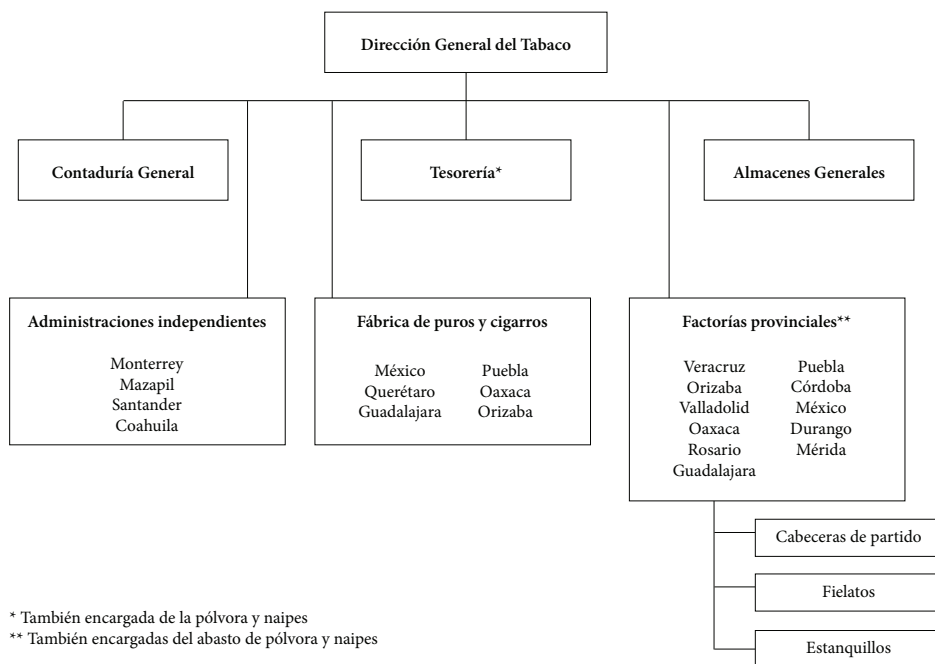 Dirección General del Tabaco
Contaduría General
Tesorería*
Almacenes Generales
Administraciones independientes
Monterrey
Mazapil
Santander
Coahuila
Fábrica de puros y cigarros
México Puebla
Querétaro Oaxaca
Guadalajara Orizaba
Factorías provinciales**
Veracruz Puebla
Orizaba Córdoba
Valladolid México
Oaxaca Durango
Rosario Mérida
Guadalajara
Cabeceras de partido
Fielatos
Estanquillos
* También encargada de la pólvora y naipes
** También encargadas del abasto de pólvora y naipes